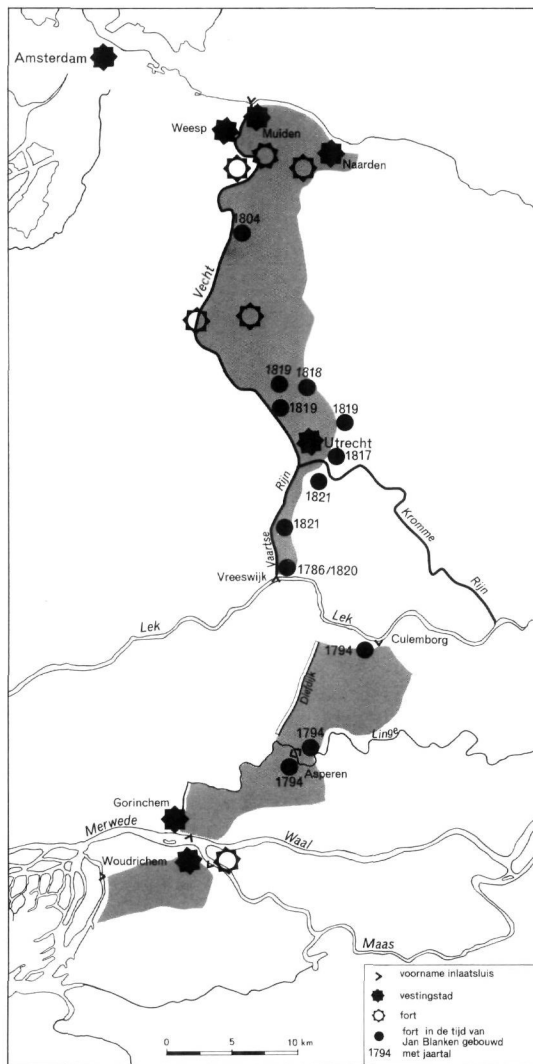 Amsterdam
Weesp
Muiden
Naarden
1804
Vecht
1819
1818
1819
1819
Utrecht
1817
Rijn
1821
Kromme
1821
Vaartse
Rijn
1786/1820
Vreeswijk
Lek
Lek
Culemborg
1794
Diefdijk
1794
Linge
Asperen
1794
Gorinchem
Merwede
Waal
Woudrichem
Maas
voorname inlaatsluis
vestingstad
fort
fort in de tijd van
Jan Blanken gebouwd
1794 met jaartal
0 5 10 km